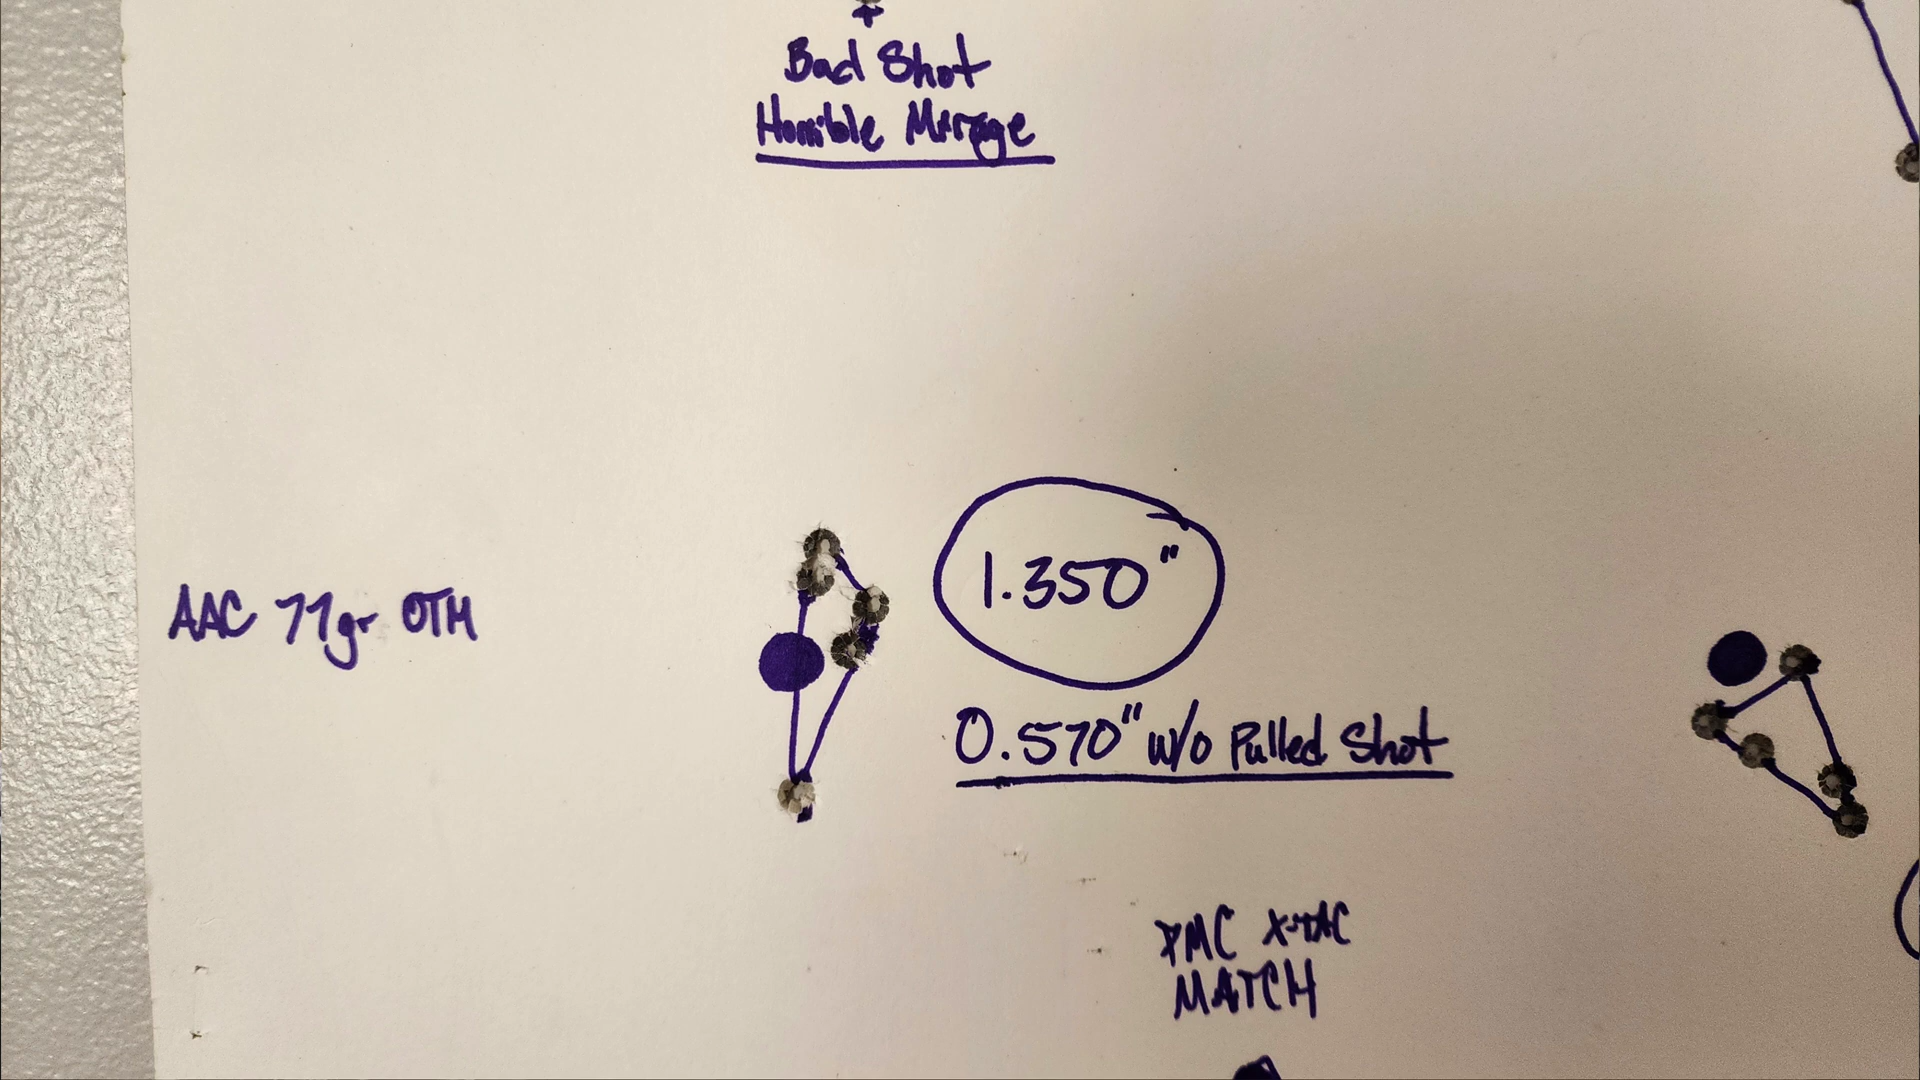 Bad Shot
Horrible Mirage
AAC 77gr OTM
1.350"
0.570" w/o Pulled Shot
PMC X-TAC
MATCH